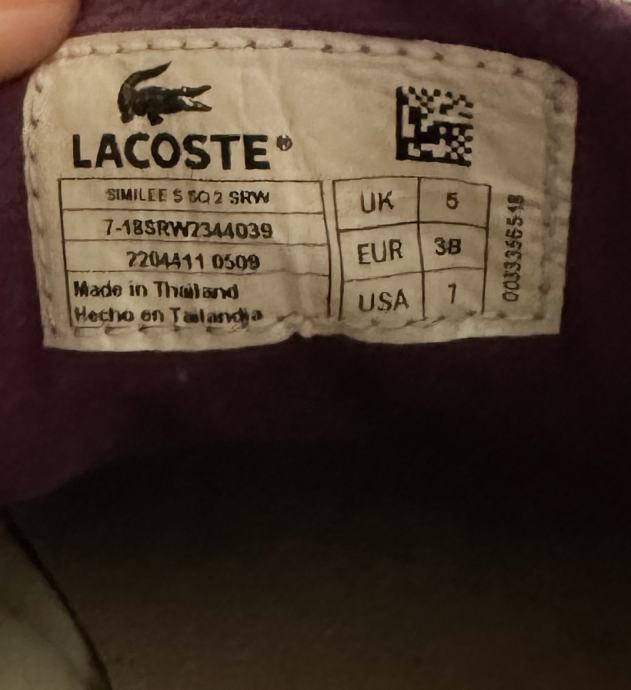 LACOSTE®
SIMILEE S SQ 2 SRW
7-18SRW2344039
2204411 0509
Made in Thailand
Hecho en Tailandia
UK 5
EUR 38
USA 7
0033356518